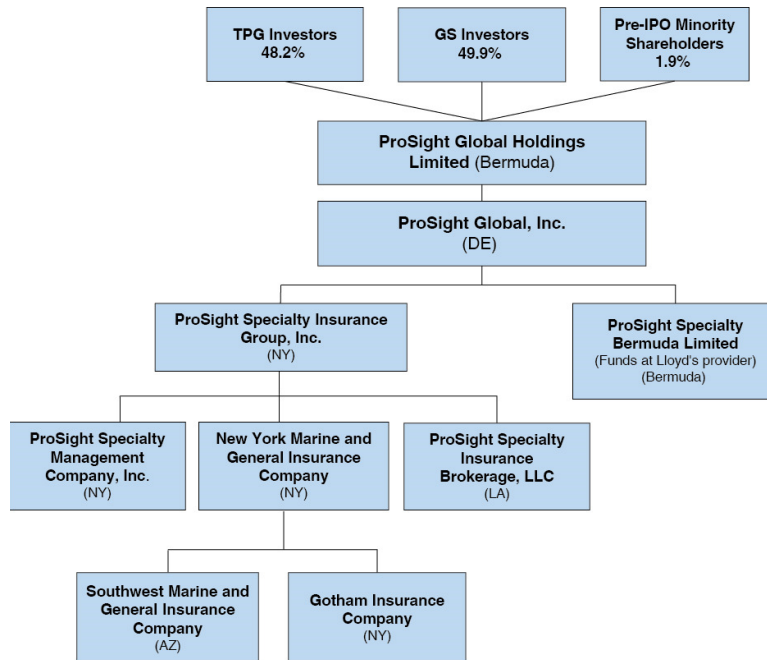 TPG Investors
48.2%
GS Investors
49.9%
Pre-IPO Minority
Shareholders
1.9%
ProSight Global Holdings
Limited (Bermuda)
ProSight Global, Inc.
(DE)
ProSight Specialty Insurance
Group, Inc.
(NY)
ProSight Specialty
Bermuda Limited
(Funds at Lloyd's provider)
(Bermuda)
ProSight Specialty
Management
Company, Inc.
(NY)
New York Marine and
General Insurance
Company
(NY)
ProSight Specialty
Insurance
Brokerage, LLC
(LA)
Southwest Marine and
General Insurance
Company
(AZ)
Gotham Insurance
Company
(NY)